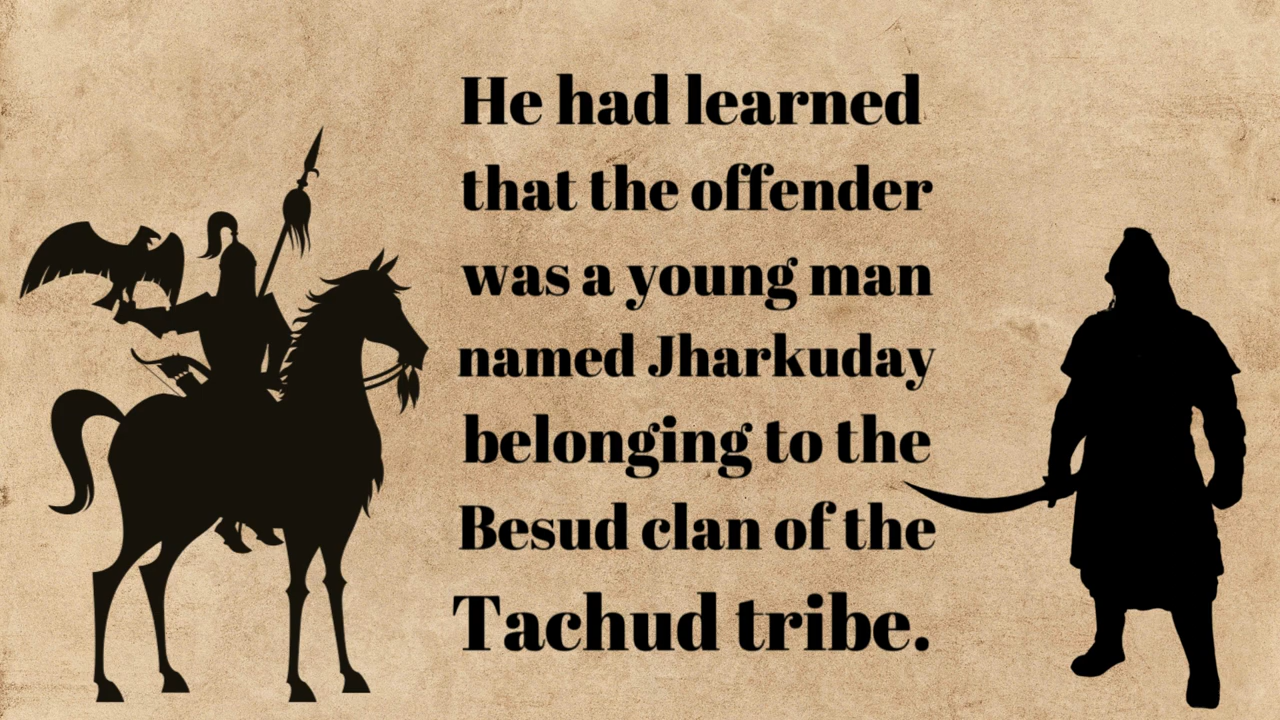 He had learned
that the offender
was a young man
named Jharkuday
belonging to the
Besud clan of the
Tachud tribe.